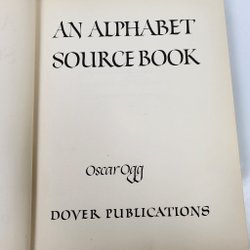 AN ALPHABET
SOURCE BOOK
Oscar Ogg
DOVER PUBLICATIONS